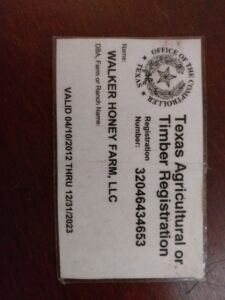 OFFICE OF THE COMPTROLLER
TEXAS
Texas Agricultural or
Timber Registration
Registration
Number:
32046434653
Name:
WALKER HONEY FARM, LLC
DBA, Farm or Ranch Name:
VALID 04/10/2012 THRU 12/31/2023